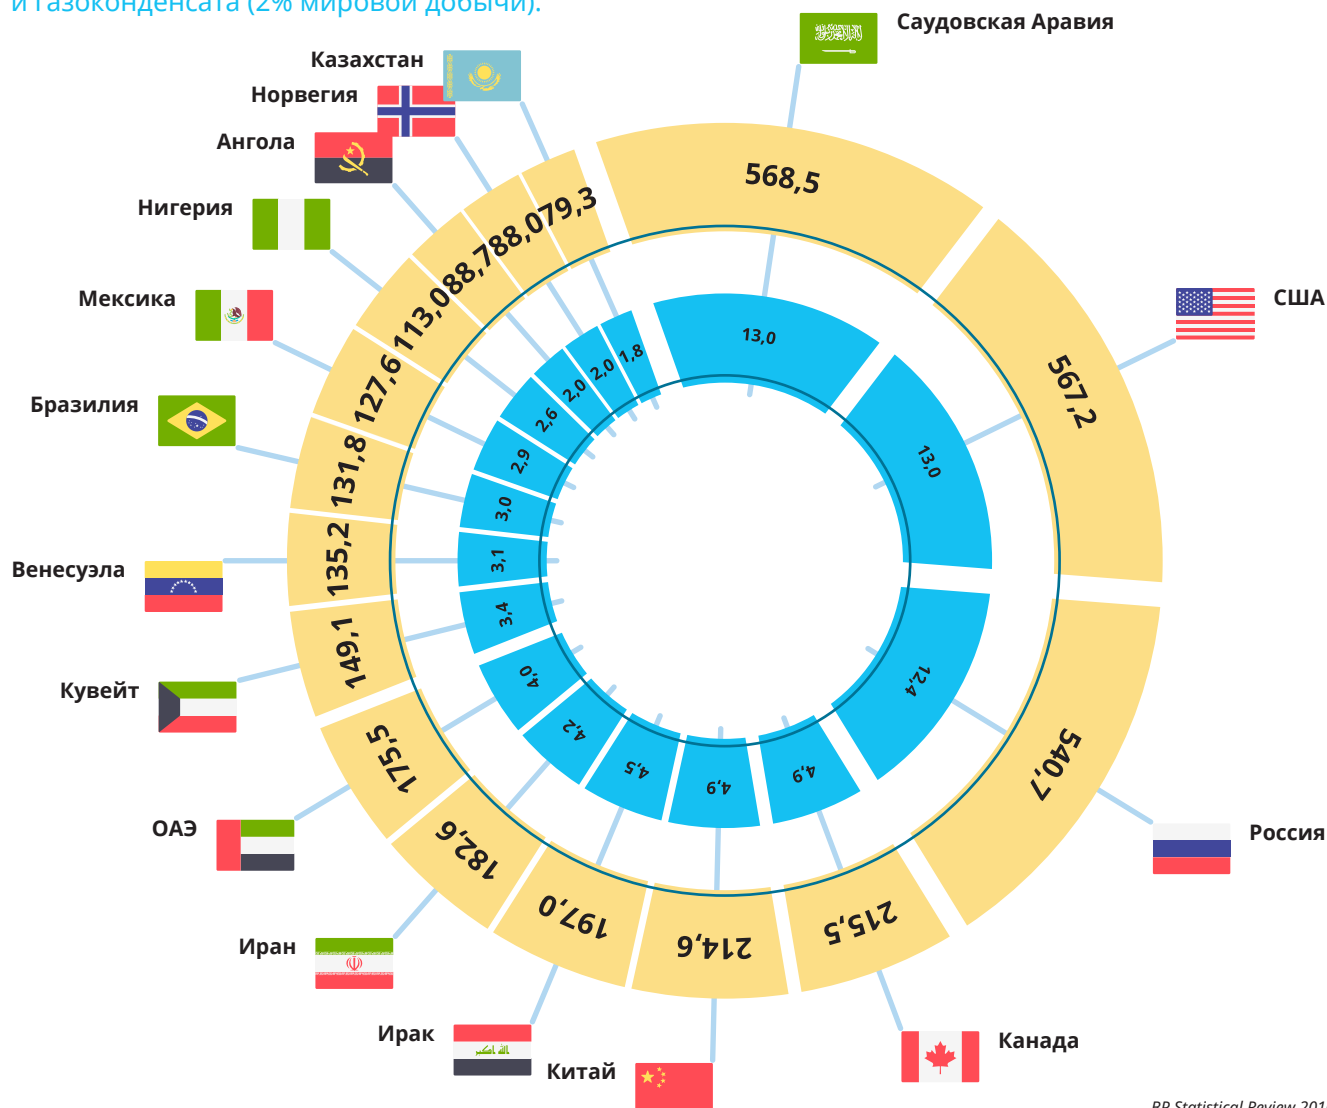 и газоконденсата (2% мировой добычи).
Саудовская Аравия
Казахстан
Норвегия
Ангола
Нигерия
Мексика
Бразилия
Венесуэла
Кувейт
ОАЭ
Иран
Ирак
Китай
Канада
Россия
США
568,5
567,2
540,7
215,5
214,6
197,0
182,6
175,5
149,1
135,2
131,8
127,6
113,0
88,7
88,0
79,3
13,0
13,0
12,4
4,9
4,9
4,5
4,2
4,0
3,4
3,1
3,0
2,9
2,6
2,0
2,0
1,8
BP Statistical Review 201